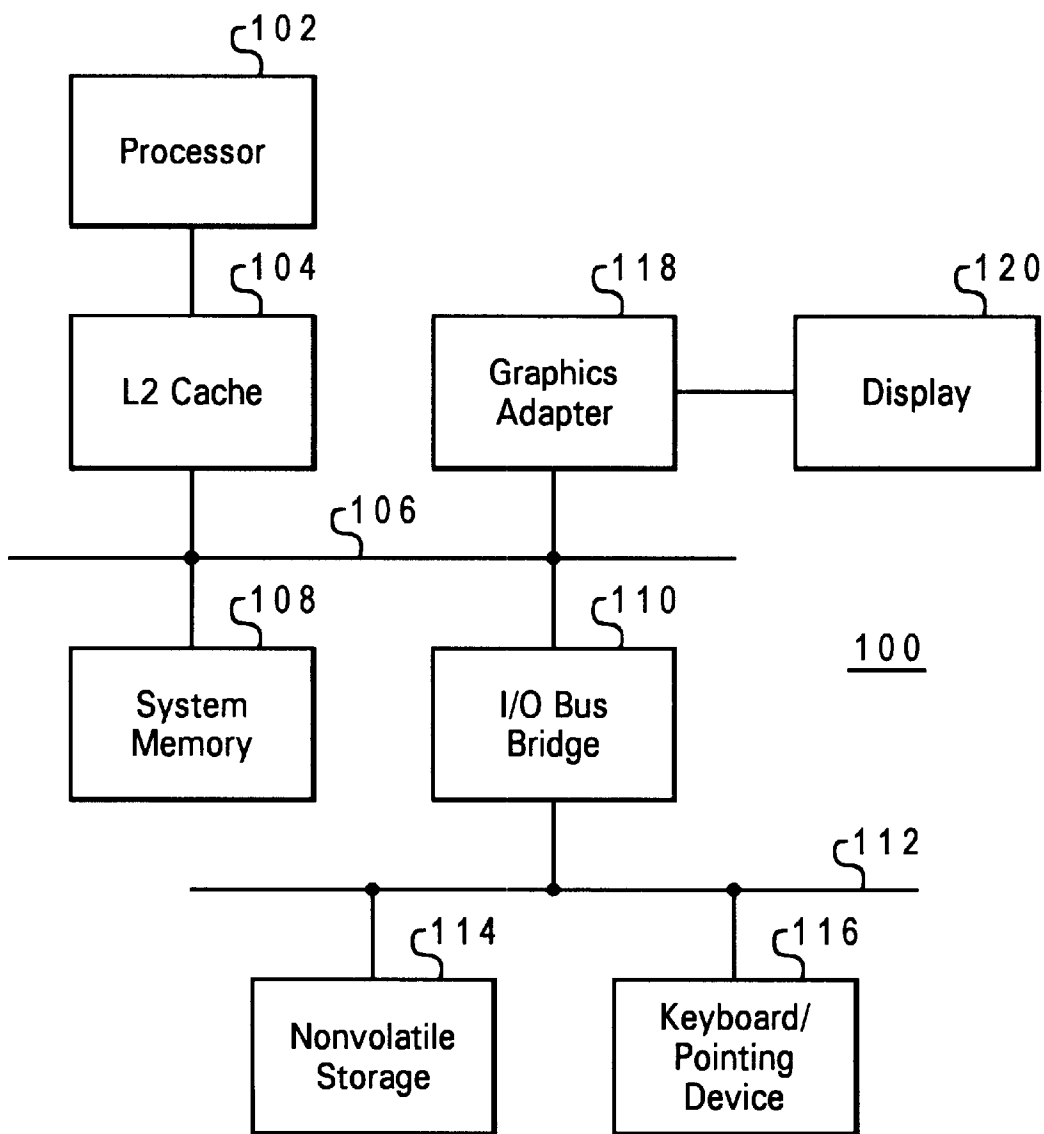 102
Processor
104
L2 Cache
118
Graphics
Adapter
120
Display
106
108
System
Memory
110
I/O Bus
Bridge
100
112
114
Nonvolatile
Storage
116
Keyboard/
Pointing
Device